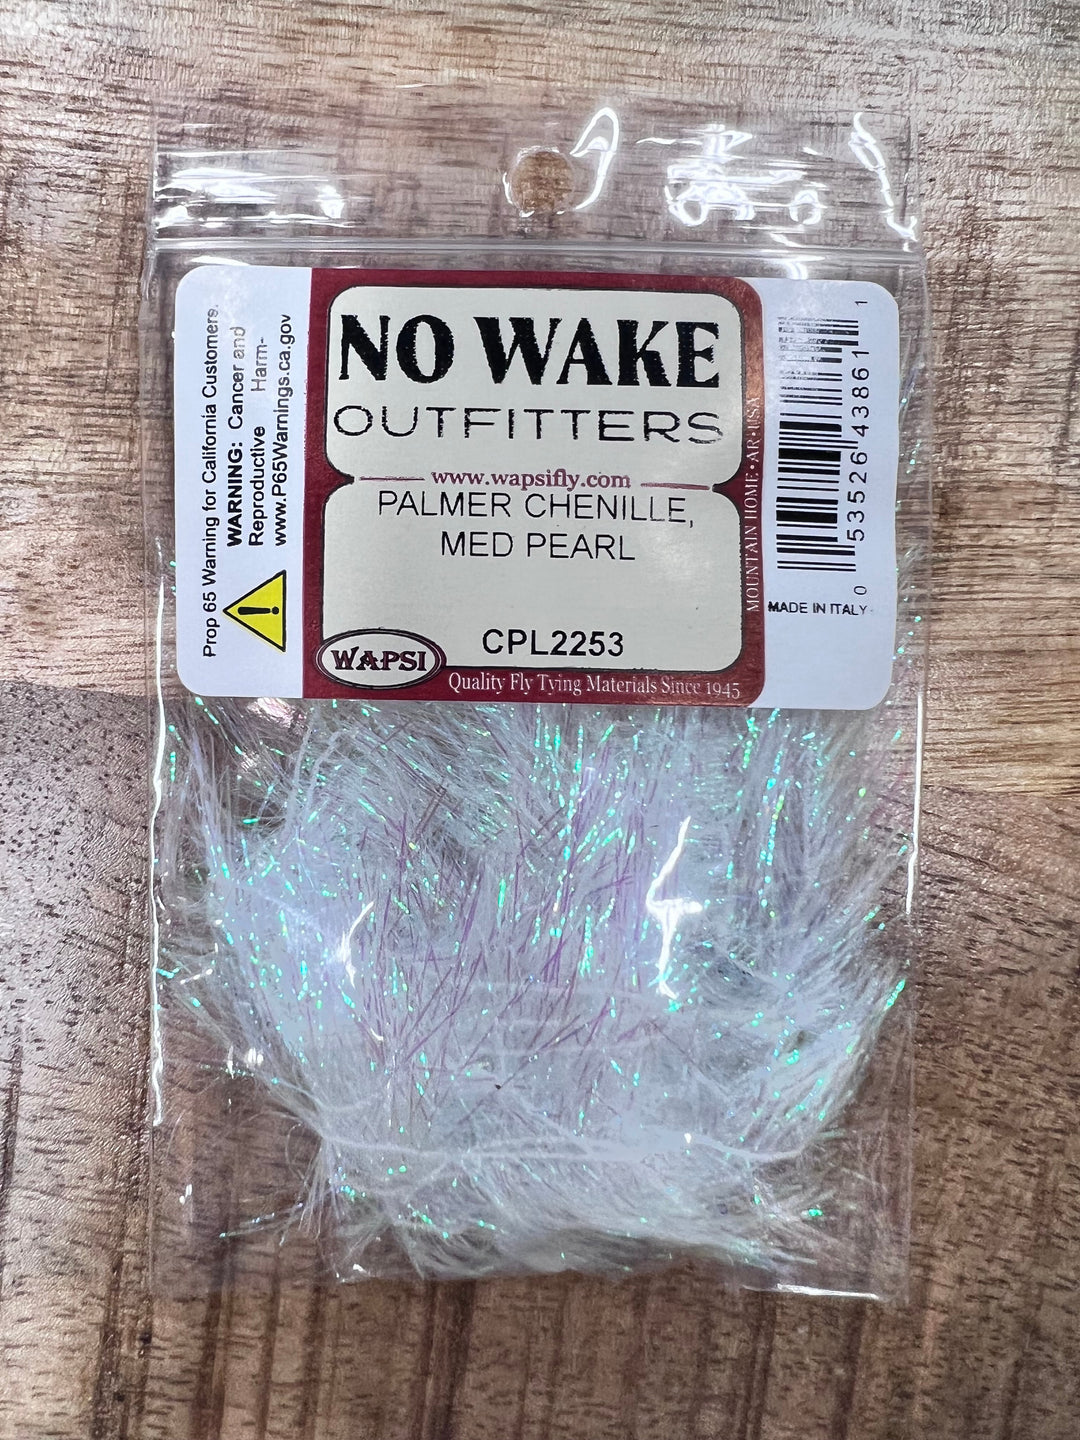 Prop 65 Warning for California Customers.
WARNING: Cancer and
Reproductive Harm-
www.P65Warnings.ca.gov
NO WAKE
OUTFITTERS
www.wapsifly.com
PALMER CHENILLE,
MED PEARL
CPL2253
WAPSI
Quality Fly Tying Materials Since 1945
MOUNTAIN HOME • AR • USA
0 53526 43861 1
MADE IN ITALY